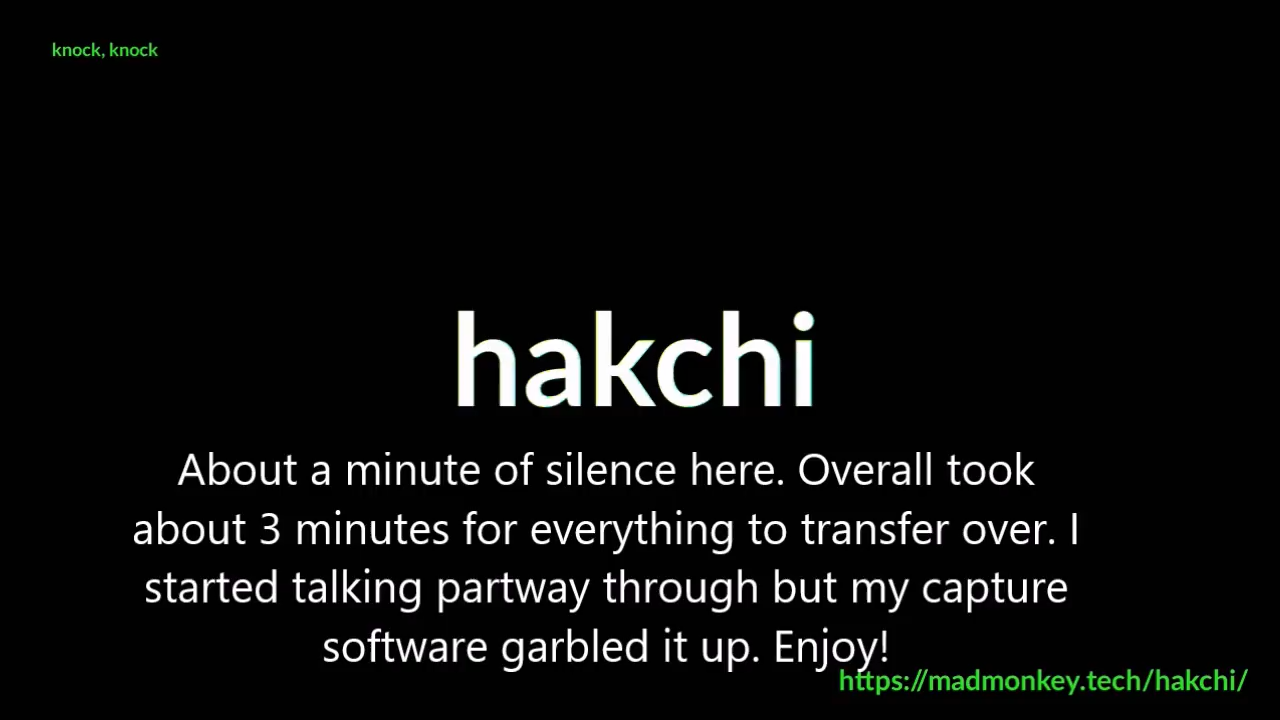 knock, knock
hakchi
About a minute of silence here. Overall took
about 3 minutes for everything to transfer over. I
started talking partway through but my capture
software garbled it up. Enjoy!
https://madmonkey.tech/hakchi/